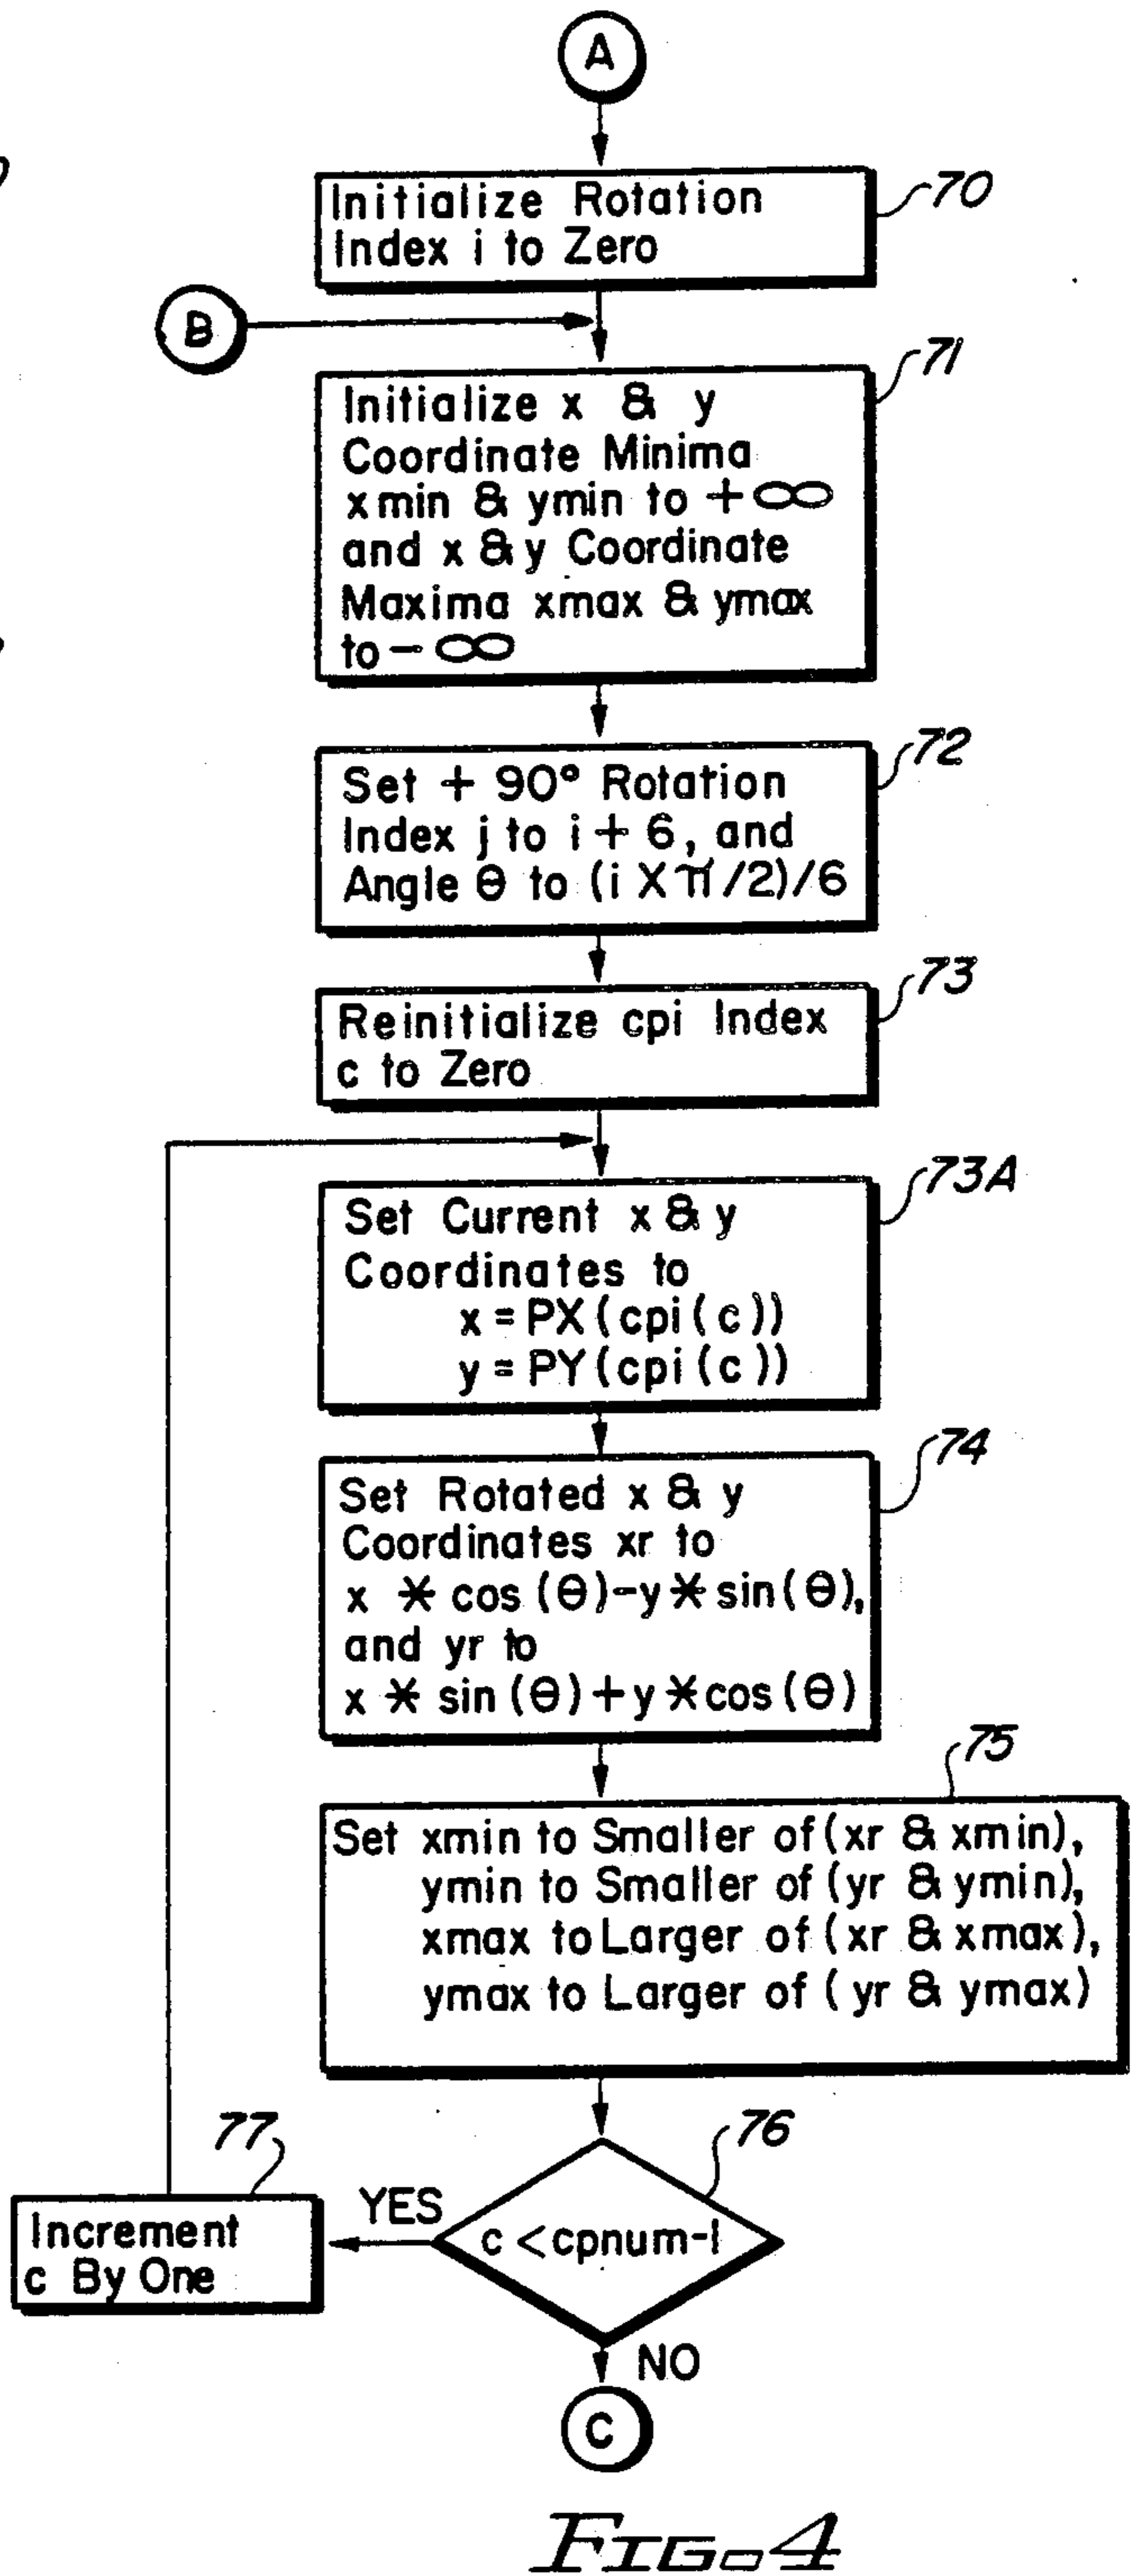 A
Initialize Rotation
Index i to Zero
70
B
71
Initialize x & y
Coordinate Minima
xmin & ymin to +∞
and x & y Coordinate
Maxima xmax & ymax
to -∞
72
Set + 90° Rotation
Index j to i + 6, and
Angle θ to (i X π/2)/6
73
Reinitialize cpi Index
c to Zero
73A
Set Current x & y
Coordinates to
x = PX(cpi(c))
y = PY(cpi(c))
74
Set Rotated x & y
Coordinates xr to
x * cos(θ)-y * sin(θ),
and yr to
x * sin(θ)+y * cos(θ)
75
Set xmin to Smaller of (xr & xmin),
ymin to Smaller of (yr & ymin),
xmax to Larger of (xr & xmax),
ymax to Larger of (yr & ymax)
76
77
YES
c < cpnum-1
Increment
c By One
NO
C
FIG. 4